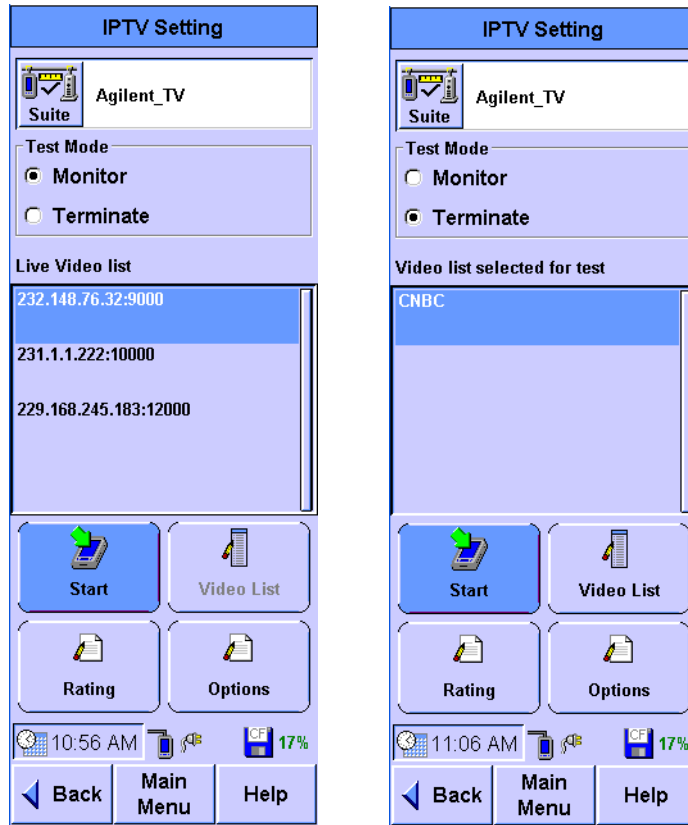 IPTV Setting
Suite
Agilent_TV
Test Mode
Monitor
Terminate
Live Video list
232.148.76.32:9000
231.1.1.222:10000
229.168.245.183:12000
Start
Video List
Rating
Options
10:56 AM
CF
17%
Back
Main
Menu
Help
IPTV Setting
Suite
Agilent_TV
Test Mode
Monitor
Terminate
Video list selected for test
CNBC
Start
Video List
Rating
Options
11:06 AM
CF
17%
Back
Main
Menu
Help